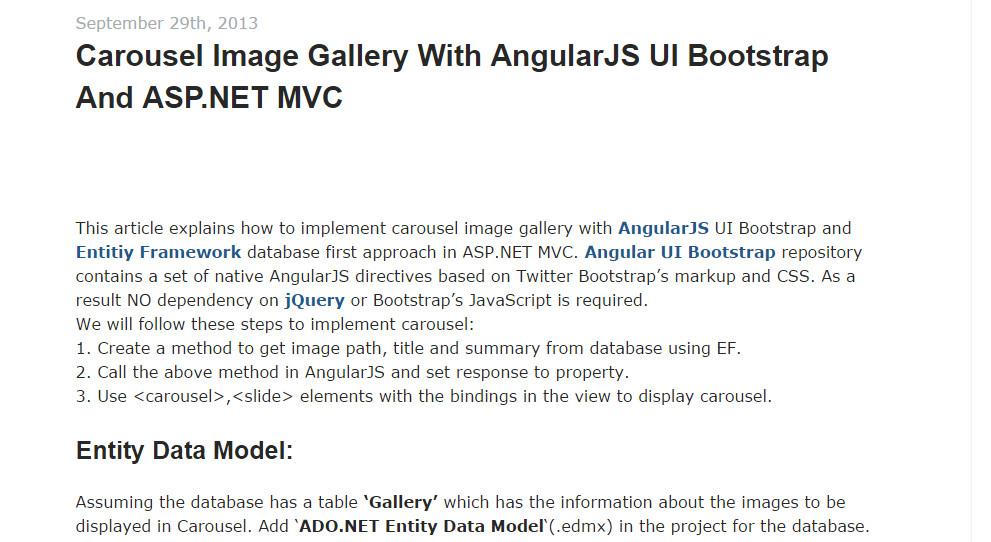 September 29th, 2013
Carousel Image Gallery With AngularJS UI Bootstrap
And ASP.NET MVC
This article explains how to implement carousel image gallery with AngularJS UI Bootstrap and
Entitiy Framework database first approach in ASP.NET MVC. Angular UI Bootstrap repository
contains a set of native AngularJS directives based on Twitter Bootstrap’s markup and CSS. As a
result NO dependency on jQuery or Bootstrap’s JavaScript is required.
We will follow these steps to implement carousel:
1. Create a method to get image path, title and summary from database using EF.
2. Call the above method in AngularJS and set response to property.
3. Use <carousel>,<slide> elements with the bindings in the view to display carousel.
Entity Data Model:
Assuming the database has a table ‘Gallery’ which has the information about the images to be
displayed in Carousel. Add `ADO.NET Entity Data Model`(.edmx) in the project for the database.